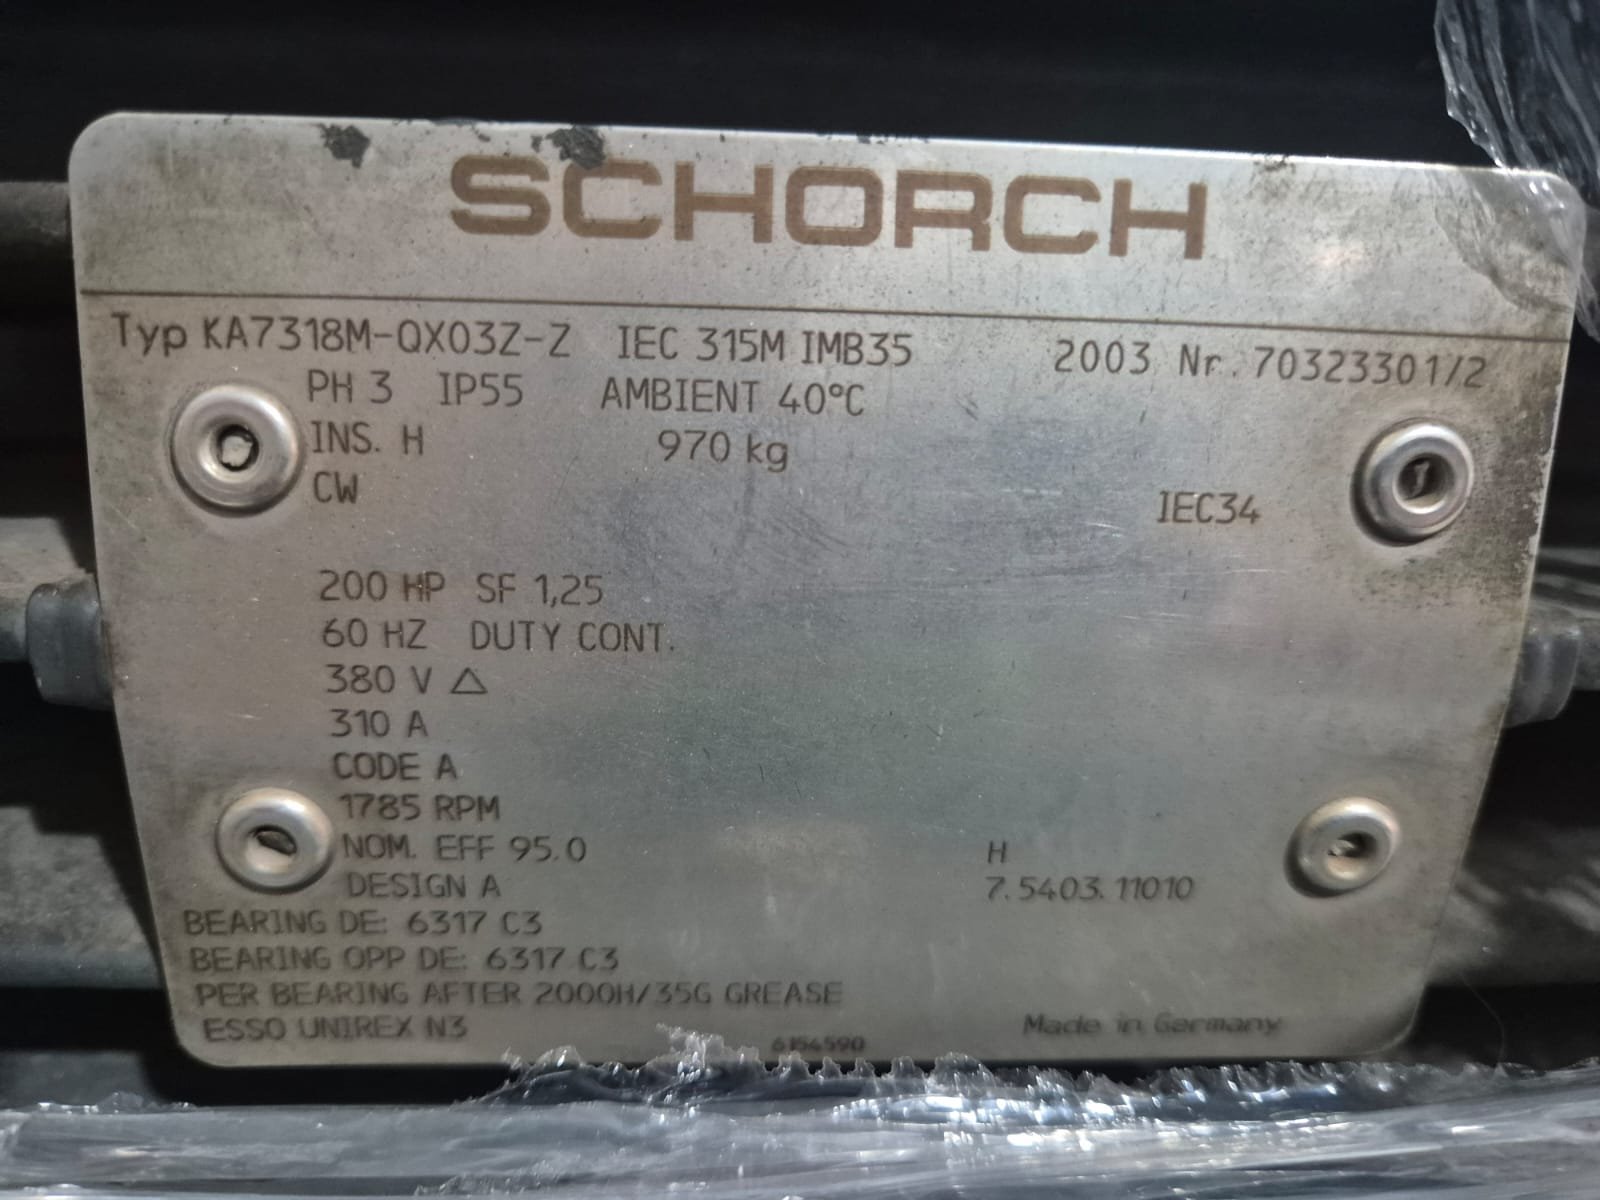 SCHORCH
Typ KA7318M-QX03Z-Z IEC 315M IMB35 2003 Nr. 70323301/2
PH 3 IP55 AMBIENT 40°C
INS. H 970 kg
CW IEC34
200 HP SF 1,25
60 HZ DUTY CONT.
380 V △
310 A
CODE A
1785 RPM
NOM. EFF 95.0 H
DESIGN A 7.5403.11010
BEARING DE: 6317 C3
BEARING OPP DE: 6317 C3
PER BEARING AFTER 2000H/35G GREASE
ESSO UNIREX N3 Made in Germany
6154590